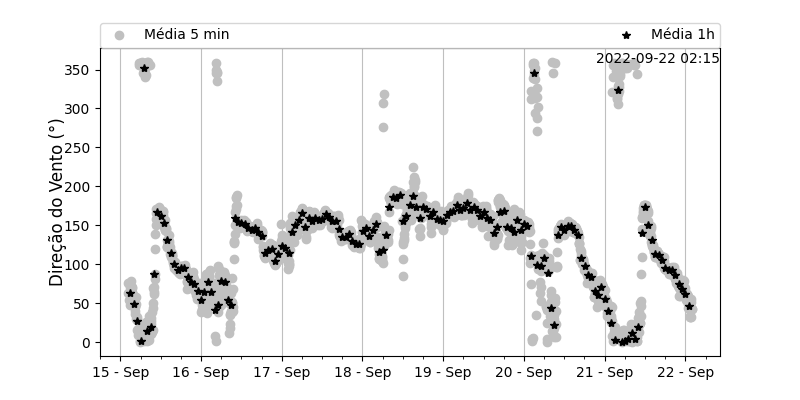 Média 5 min
Média 1h
2022-09-22 02:15
Direção do Vento (°)
350
300
250
200
150
100
50
0
15 - Sep
16 - Sep
17 - Sep
18 - Sep
19 - Sep
20 - Sep
21 - Sep
22 - Sep